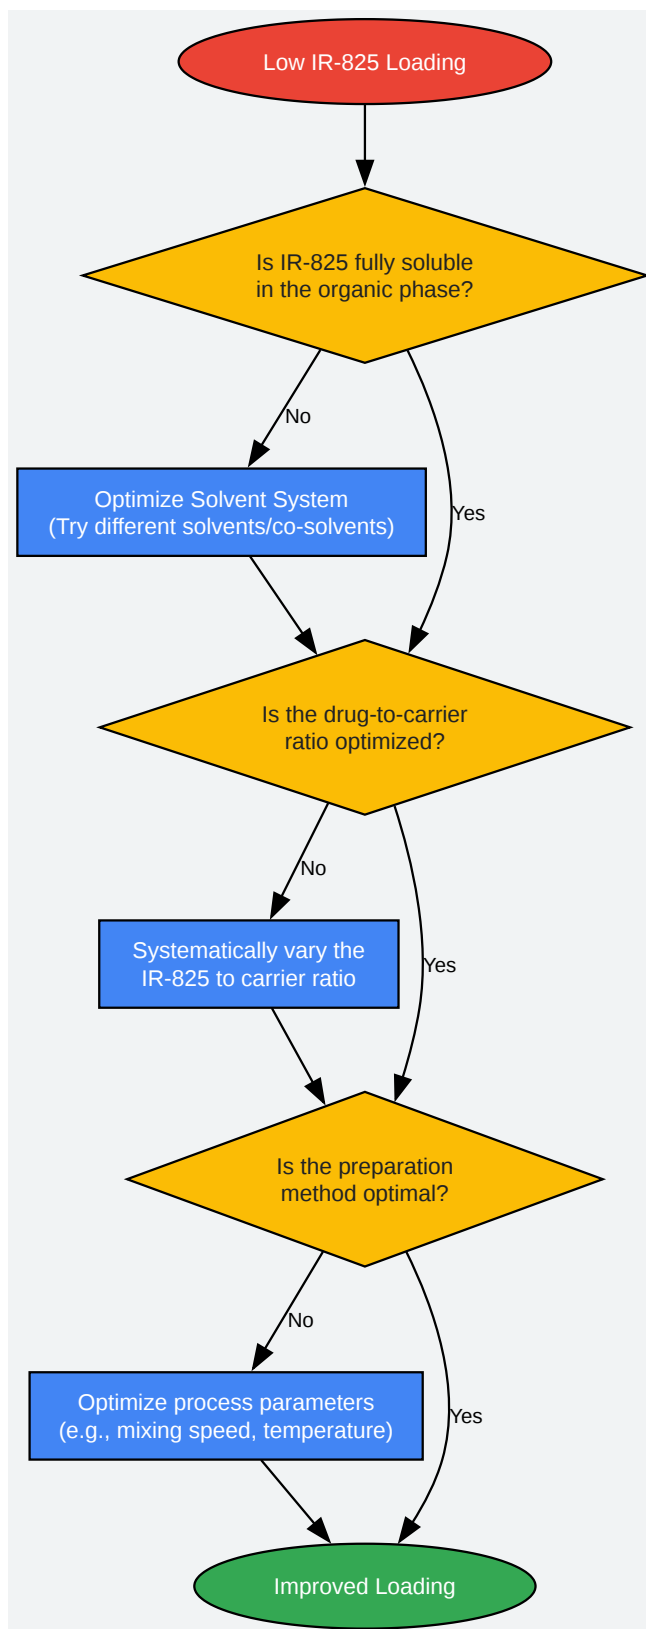 Low IR-825 Loading
Is IR-825 fully soluble
in the organic phase?
No
Optimize Solvent System
(Try different solvents/co-solvents)
Yes
Is the drug-to-carrier
ratio optimized?
No
Systematically vary the
IR-825 to carrier ratio
Yes
Is the preparation
method optimal?
No
Optimize process parameters
(e.g., mixing speed, temperature)
Yes
Improved Loading